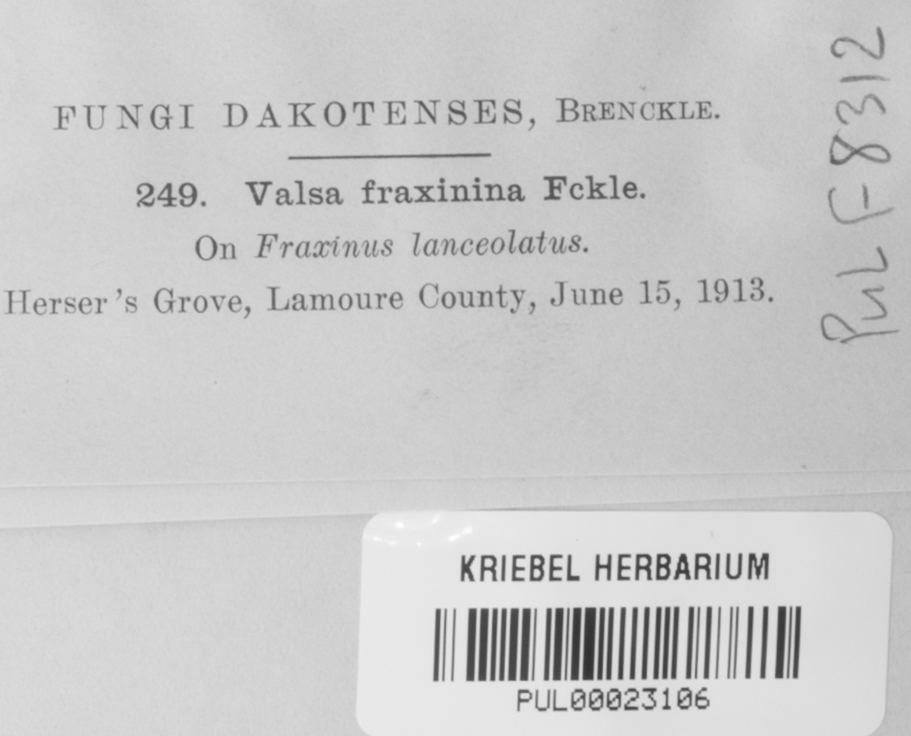 FUNGI DAKOTENSES, BRENCKLE.
249. Valsa fraxinina Fckle.
On Fraxinus lanceolatus.
Herser's Grove, Lamoure County, June 15, 1913.
PUL F8312
KRIEBEL HERBARIUM
PUL00023106